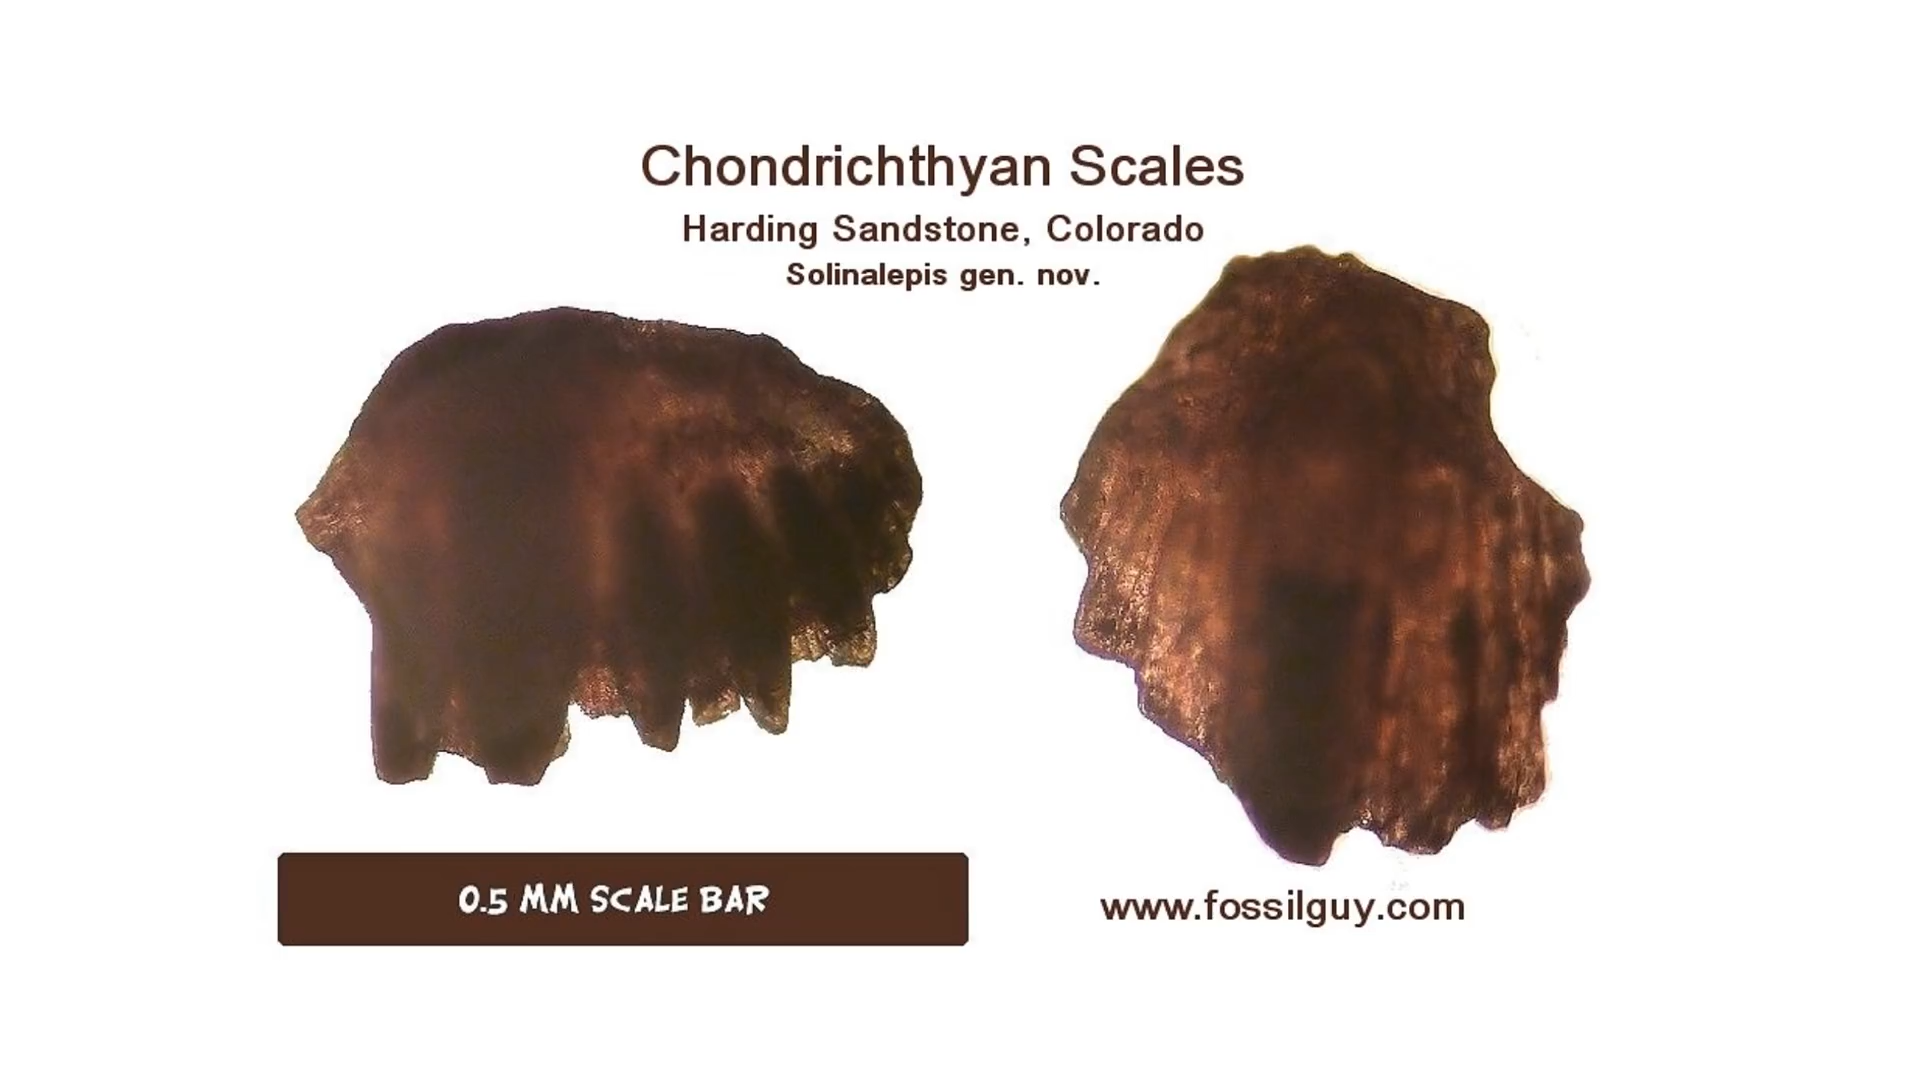 Chondrichthyan Scales
Harding Sandstone, Colorado
Solinalepis gen. nov.
0.5 MM SCALE BAR
www.fossilguy.com